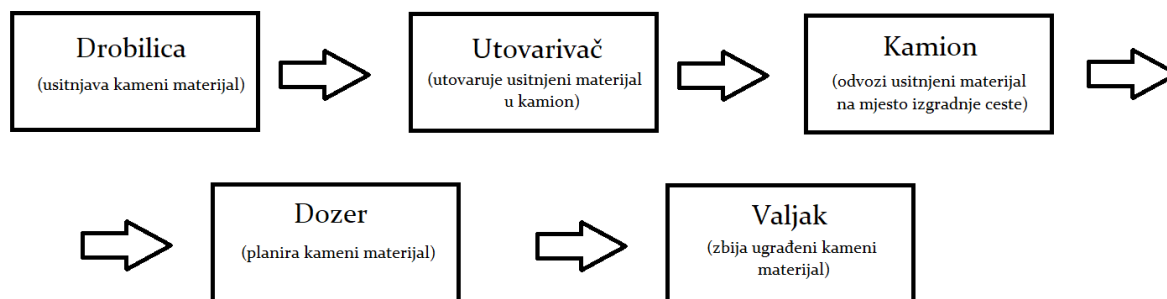 Drobilica
(usitnjava kameni materijal)
Utovarivač
(utovaruje usitnjeni materijal
u kamion)
Kamion
(odvozi usitnjeni materijal
na mjesto izgradnje ceste)
Dozer
(planira kameni materijal)
Valjak
(zbija ugrađeni kameni
materijal)